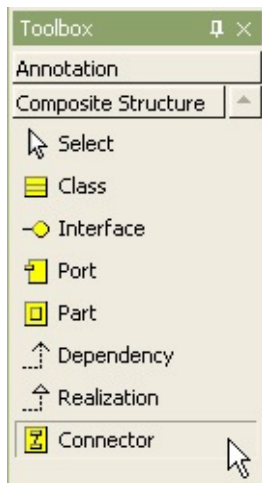 Toolbox
Annotation
Composite Structure
Select
Class
Interface
Port
Part
Dependency
Realization
Connector